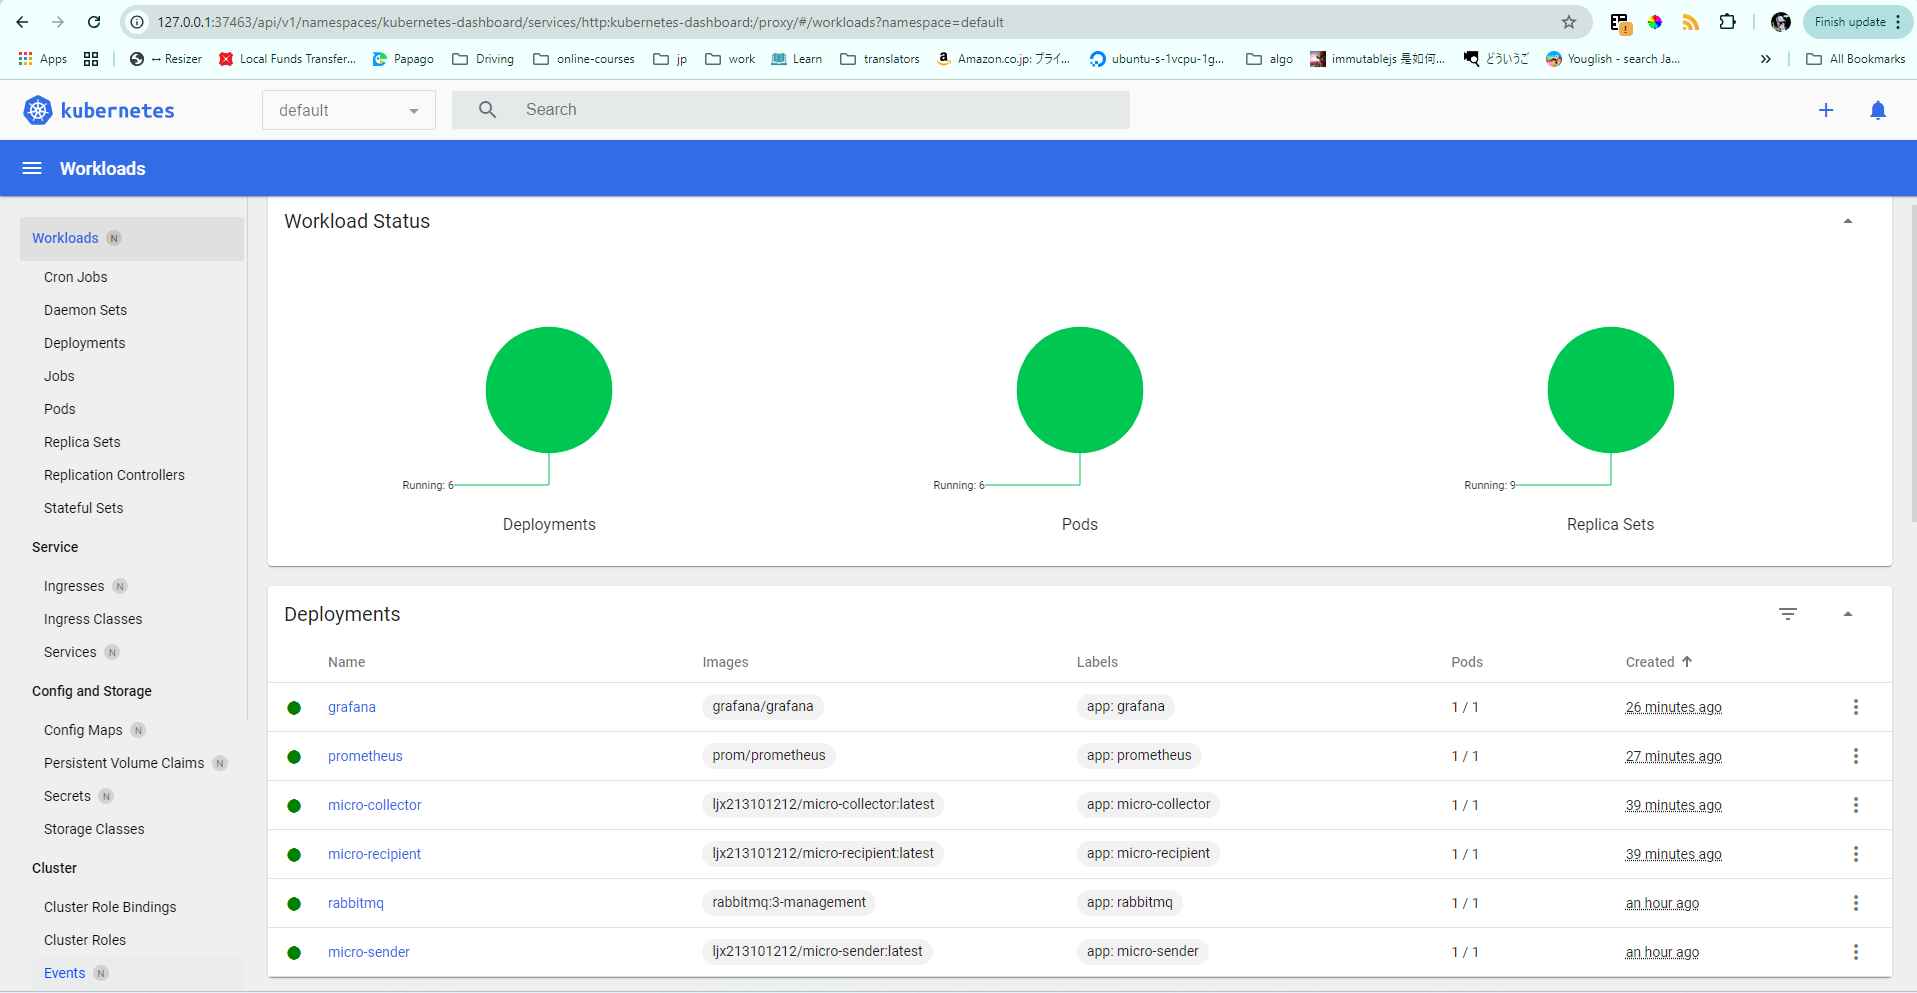 127.0.0.1:37463/api/v1/namespaces/kubernetes-dashboard/services/http:kubernetes-dashboard:/proxy/#/workloads?namespace=default
Finish update
Apps
↔ Resizer
Local Funds Transfer...
Papago
Driving
online-courses
jp
work
Learn
translators
Amazon.co.jp: プライ...
ubuntu-s-1vcpu-1g...
algo
immutablejs 是如何...
どういうご
Youglish - search Ja...
All Bookmarks
kubernetes
default
Search
Workloads
Workloads N
Cron Jobs
Daemon Sets
Deployments
Jobs
Pods
Replica Sets
Replication Controllers
Stateful Sets
Service
Ingresses N
Ingress Classes
Services N
Config and Storage
Config Maps N
Persistent Volume Claims N
Secrets N
Storage Classes
Cluster
Cluster Role Bindings
Cluster Roles
Events N
Workload Status
Running: 6
Deployments
Running: 6
Pods
Running: 9
Replica Sets
Deployments
Name Images Labels Pods Created
grafana grafana/grafana app: grafana 1 / 1 26 minutes ago
prometheus prom/prometheus app: prometheus 1 / 1 27 minutes ago
micro-collector ljx213101212/micro-collector:latest app: micro-collector 1 / 1 39 minutes ago
micro-recipient ljx213101212/micro-recipient:latest app: micro-recipient 1 / 1 39 minutes ago
rabbitmq rabbitmq:3-management app: rabbitmq 1 / 1 an hour ago
micro-sender ljx213101212/micro-sender:latest app: micro-sender 1 / 1 an hour ago